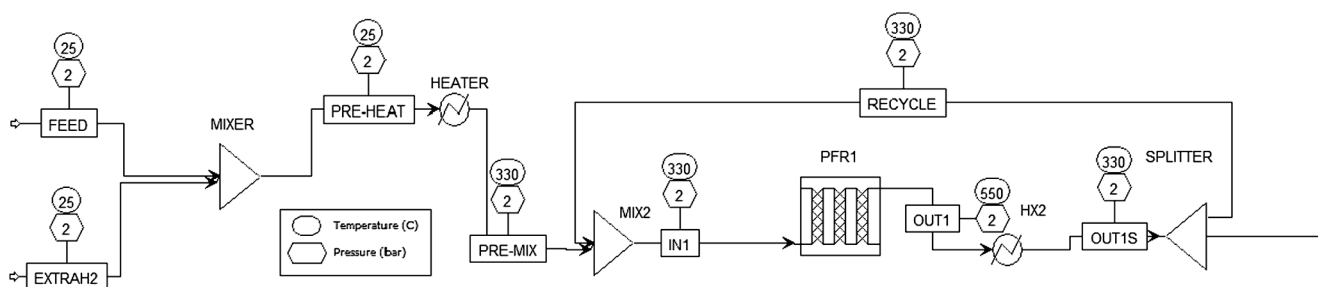 25
2
FEED
25
2
EXTRAH2
MIXER
25
2
PRE-HEAT
HEATER
Temperature (C)
Pressure (bar)
330
2
PRE-MIX
MIX2
330
2
IN1
330
2
RECYCLE
PFR1
OUT1
550
2
HX2
330
2
OUT1S
SPLITTER